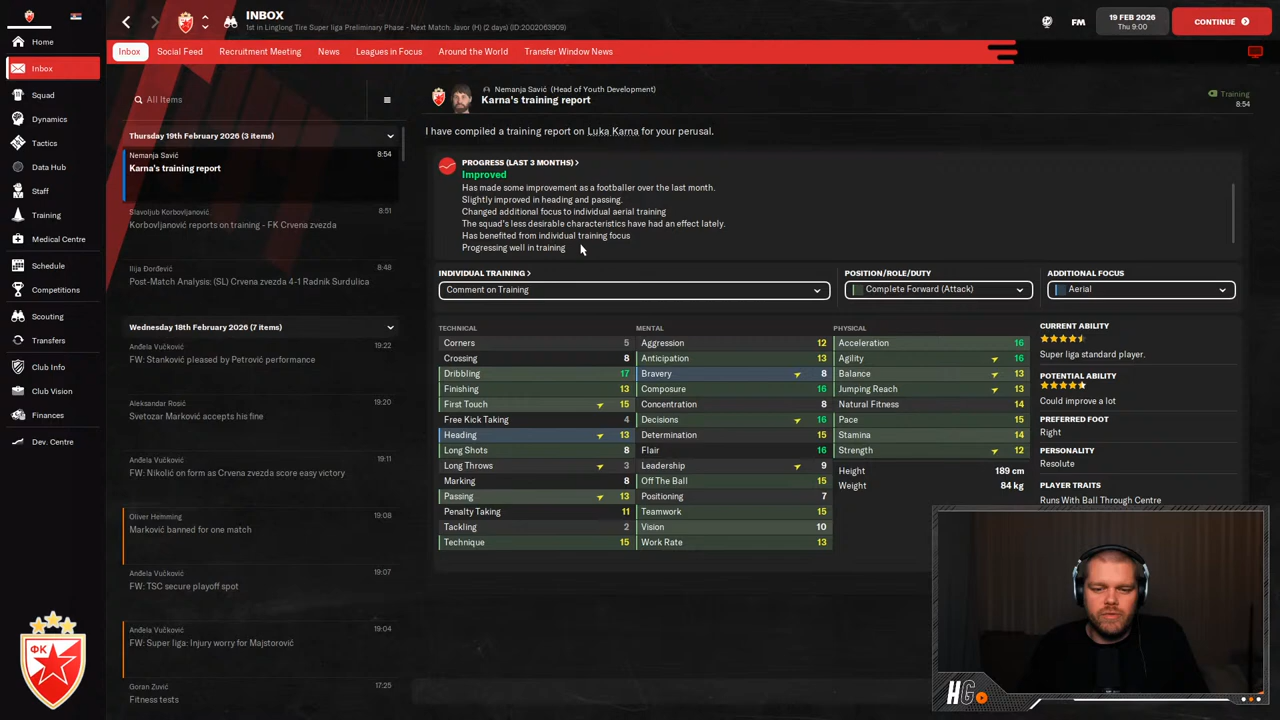 INBOX
1st in Linglong Tire Super liga Preliminary Phase - Next Match: Javor (H) (2 days) (ID:2002063909)
FM
19 FEB 2026
Thu 9:00
CONTINUE
Home
Inbox
Squad
Dynamics
Tactics
Data Hub
Staff
Training
Medical Centre
Schedule
Competitions
Scouting
Transfers
Club Info
Club Vision
Finances
Dev. Centre
ФК
Inbox Social Feed Recruitment Meeting News Leagues in Focus Around the World Transfer Window News
All Items
Thursday 19th February 2026 (3 items)
Nemanja Savić 8:54
Karna's training report
Slavoljub Korbovljanović 8:51
Korbovljanović reports on training - FK Crvena zvezda
Ilija Đorđević 8:48
Post-Match Analysis: (SL) Crvena zvezda 4-1 Radnik Surdulica
Wednesday 18th February 2026 (7 items)
Anđela Vučković 19:22
FW: Stanković pleased by Petrović performance
Aleksandar Rosić 19:20
Svetozar Marković accepts his fine
Anđela Vučković 19:11
FW: Nikolić on form as Crvena zvezda score easy victory
Oliver Hemming 19:08
Marković banned for one match
Anđela Vučković 19:07
FW: TSC secure playoff spot
Anđela Vučković 19:04
FW: Super liga: Injury worry for Majstorović
Goran Zuvić 17:25
Fitness tests
Nemanja Savić (Head of Youth Development)
Karna's training report
Training
8:54
I have compiled a training report on Luka Karna for your perusal.
PROGRESS (LAST 3 MONTHS)
Improved
Has made some improvement as a footballer over the last month.
Slightly improved in heading and passing.
Changed additional focus to individual aerial training
The squad's less desirable characteristics have had an effect lately.
Has benefited from individual training focus
Progressing well in training
INDIVIDUAL TRAINING
Comment on Training
POSITION/ROLE/DUTY
Complete Forward (Attack)
ADDITIONAL FOCUS
Aerial
TECHNICAL
Corners 5
Crossing 8
Dribbling 17
Finishing 13
First Touch 15
Free Kick Taking 4
Heading 13
Long Shots 8
Long Throws 3
Marking 8
Passing 13
Penalty Taking 11
Tackling 2
Technique 15
MENTAL
Aggression 12
Anticipation 13
Bravery 8
Composure 16
Concentration 8
Decisions 16
Determination 15
Flair 16
Leadership 9
Off The Ball 15
Positioning 7
Teamwork 15
Vision 10
Work Rate 13
PHYSICAL
Acceleration 16
Agility 16
Balance 13
Jumping Reach 13
Natural Fitness 14
Pace 15
Stamina 14
Strength 12
Height 189 cm
Weight 84 kg
CURRENT ABILITY
Super liga standard player.
POTENTIAL ABILITY
Could improve a lot
PREFERRED FOOT
Right
PERSONALITY
Resolute
PLAYER TRAITS
Runs With Ball Through Centre
HG